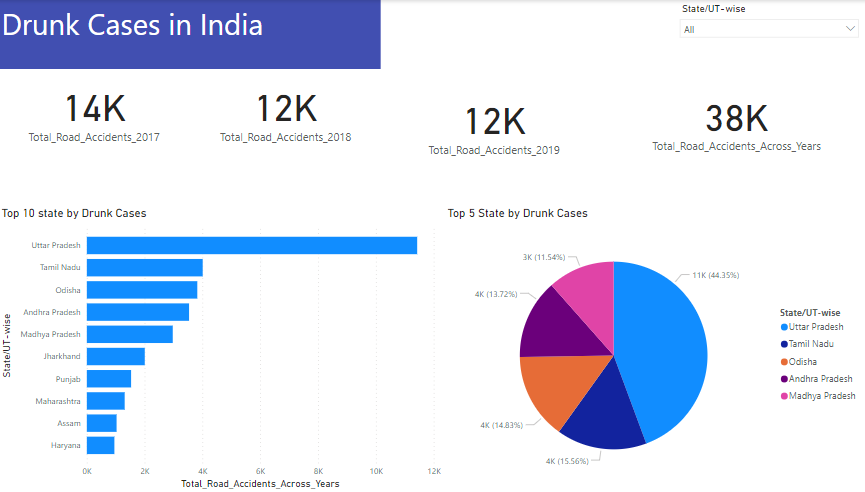 Drunk Cases in India
State/UT-wise
All
14K
Total_Road_Accidents_2017
12K
Total_Road_Accidents_2018
12K
Total_Road_Accidents_2019
38K
Total_Road_Accidents_Across_Years
Top 10 state by Drunk Cases
State/UT-wise
Uttar Pradesh
Tamil Nadu
Odisha
Andhra Pradesh
Madhya Pradesh
Jharkhand
Punjab
Maharashtra
Assam
Haryana
0K 2K 4K 6K 8K 10K 12K
Total_Road_Accidents_Across_Years
Top 5 State by Drunk Cases
3K (11.54%)
11K (44.35%)
4K (13.72%)
4K (14.83%)
4K (15.56%)
State/UT-wise
Uttar Pradesh
Tamil Nadu
Odisha
Andhra Pradesh
Madhya Pradesh